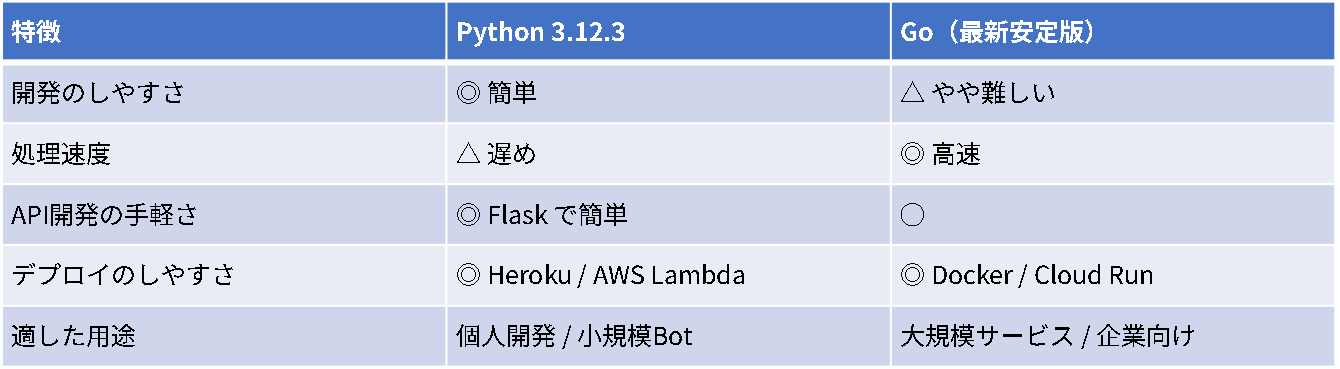 特徴 Python 3.12.3 Go（最新安定版）
開発のしやすさ ◎ 簡単 △ やや難しい
処理速度 △ 遅め ◎ 高速
API開発の手軽さ ◎ Flask で簡単 ○
デプロイのしやすさ ◎ Heroku / AWS Lambda ◎ Docker / Cloud Run
適した用途 個人開発 / 小規模Bot 大規模サービス / 企業向け